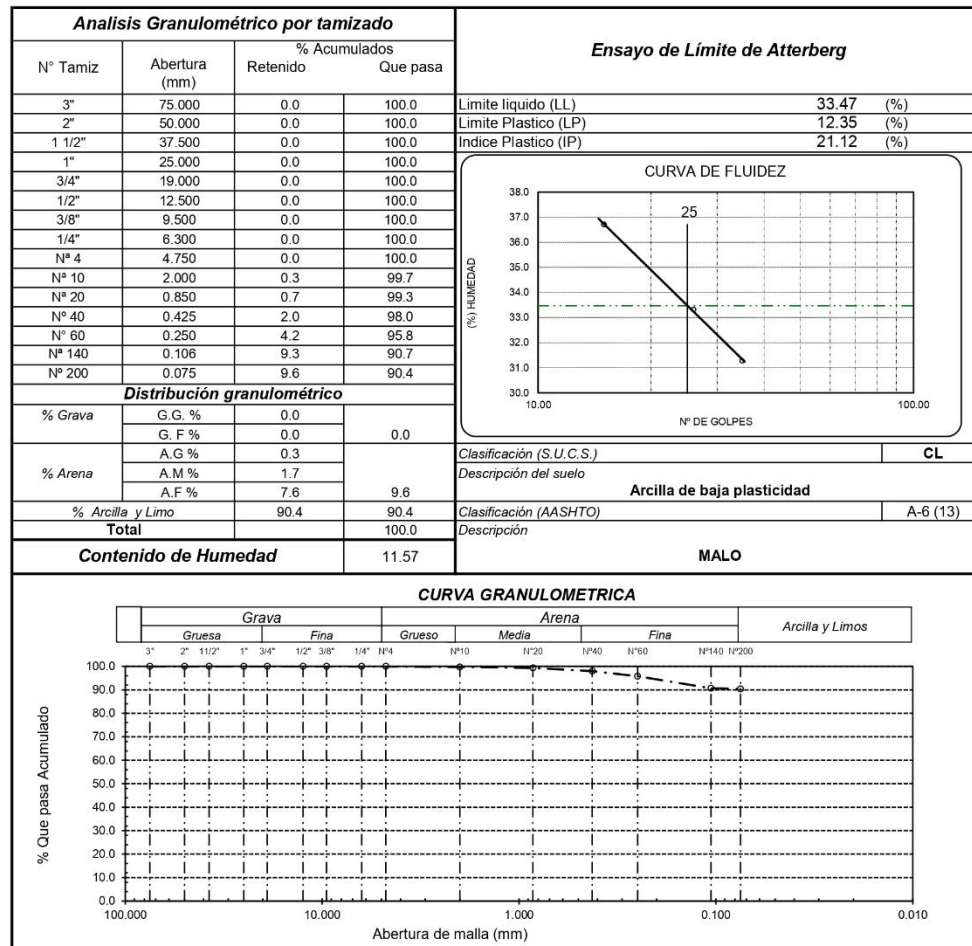 Analisis Granulométrico por tamizado
N° Tamiz Abertura (mm) % Acumulados Retenido Que pasa
3" 75.000 0.0 100.0
2" 50.000 0.0 100.0
1 1/2" 37.500 0.0 100.0
1" 25.000 0.0 100.0
3/4" 19.000 0.0 100.0
1/2" 12.500 0.0 100.0
3/8" 9.500 0.0 100.0
1/4" 6.300 0.0 100.0
Nª 4 4.750 0.0 100.0
Nª 10 2.000 0.3 99.7
Nª 20 0.850 0.7 99.3
Nº 40 0.425 2.0 98.0
N° 60 0.250 4.2 95.8
Nª 140 0.106 9.3 90.7
Nº 200 0.075 9.6 90.4
Distribución granulométrico
% Grava G.G. % 0.0
G. F % 0.0 0.0
A.G % 0.3
% Arena A.M % 1.7
A.F % 7.6 9.6
% Arcilla y Limo 90.4 90.4
Total 100.0
Contenido de Humedad 11.57
Ensayo de Límite de Atterberg
Limite liquido (LL) 33.47 (%)
Limite Plastico (LP) 12.35 (%)
Indice Plastico (IP) 21.12 (%)
CURVA DE FLUIDEZ
25
38.0
37.0
36.0
35.0
34.0
33.0
32.0
31.0
30.0
(%) HUMEDAD
10.00 100.00
Nº DE GOLPES
Clasificación (S.U.C.S.) CL
Descripción del suelo
Arcilla de baja plasticidad
Clasificación (AASHTO) A-6 (13)
Descripción
MALO
CURVA GRANULOMETRICA
Grava Arena Arcilla y Limos
Gruesa Fina Grueso Media Fina
3" 2" 11/2" 1" 3/4" 1/2" 3/8" 1/4" Nº4 Nº10 Nº20 Nº40 Nº60 Nº140 Nº200
100.0
90.0
80.0
70.0
60.0
50.0
40.0
30.0
20.0
10.0
0.0
% Que pasa Acumulado
100.000 10.000 1.000 0.100 0.010
Abertura de malla (mm)